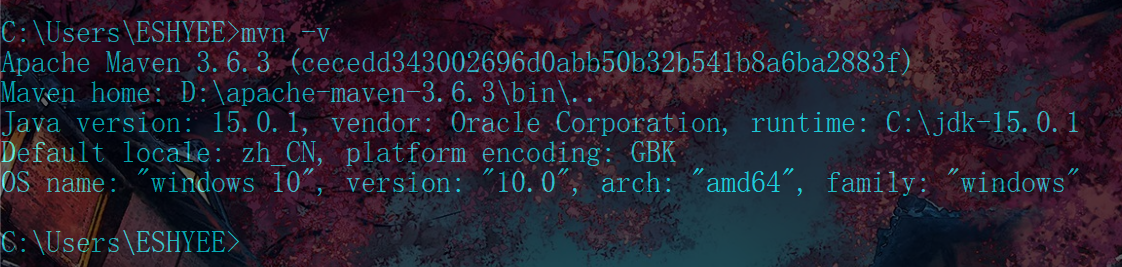 C:\Users\ESHYEE>mvn -v
Apache Maven 3.6.3 (cecedd343002696d0abb50b32b541b8a6ba2883f)
Maven home: D:\apache-maven-3.6.3\bin\..
Java version: 15.0.1, vendor: Oracle Corporation, runtime: C:\jdk-15.0.1
Default locale: zh_CN, platform encoding: GBK
OS name: "windows 10", version: "10.0", arch: "amd64", family: "windows"
C:\Users\ESHYEE>